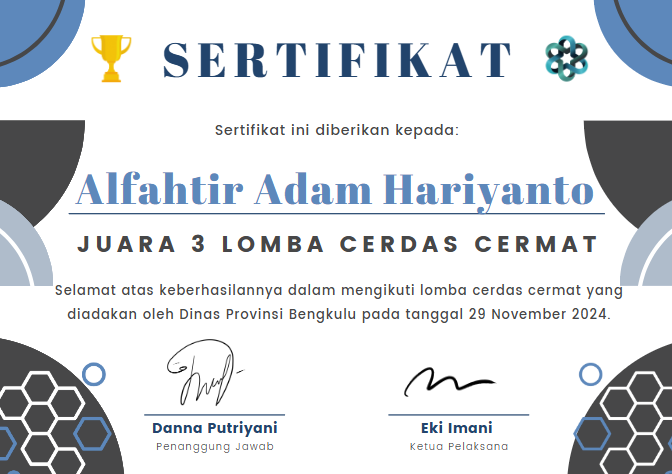 SERTIFIKAT
Sertifikat ini diberikan kepada:
Alfahtir Adam Hariyanto
JUARA 3 LOMBA CERDAS CERMAT
Selamat atas keberhasilannya dalam mengikuti lomba cerdas cermat yang
diadakan oleh Dinas Provinsi Bengkulu pada tanggal 29 November 2024.
Danna Putriyani
Penanggung Jawab
Eki Imani
Ketua Pelaksana